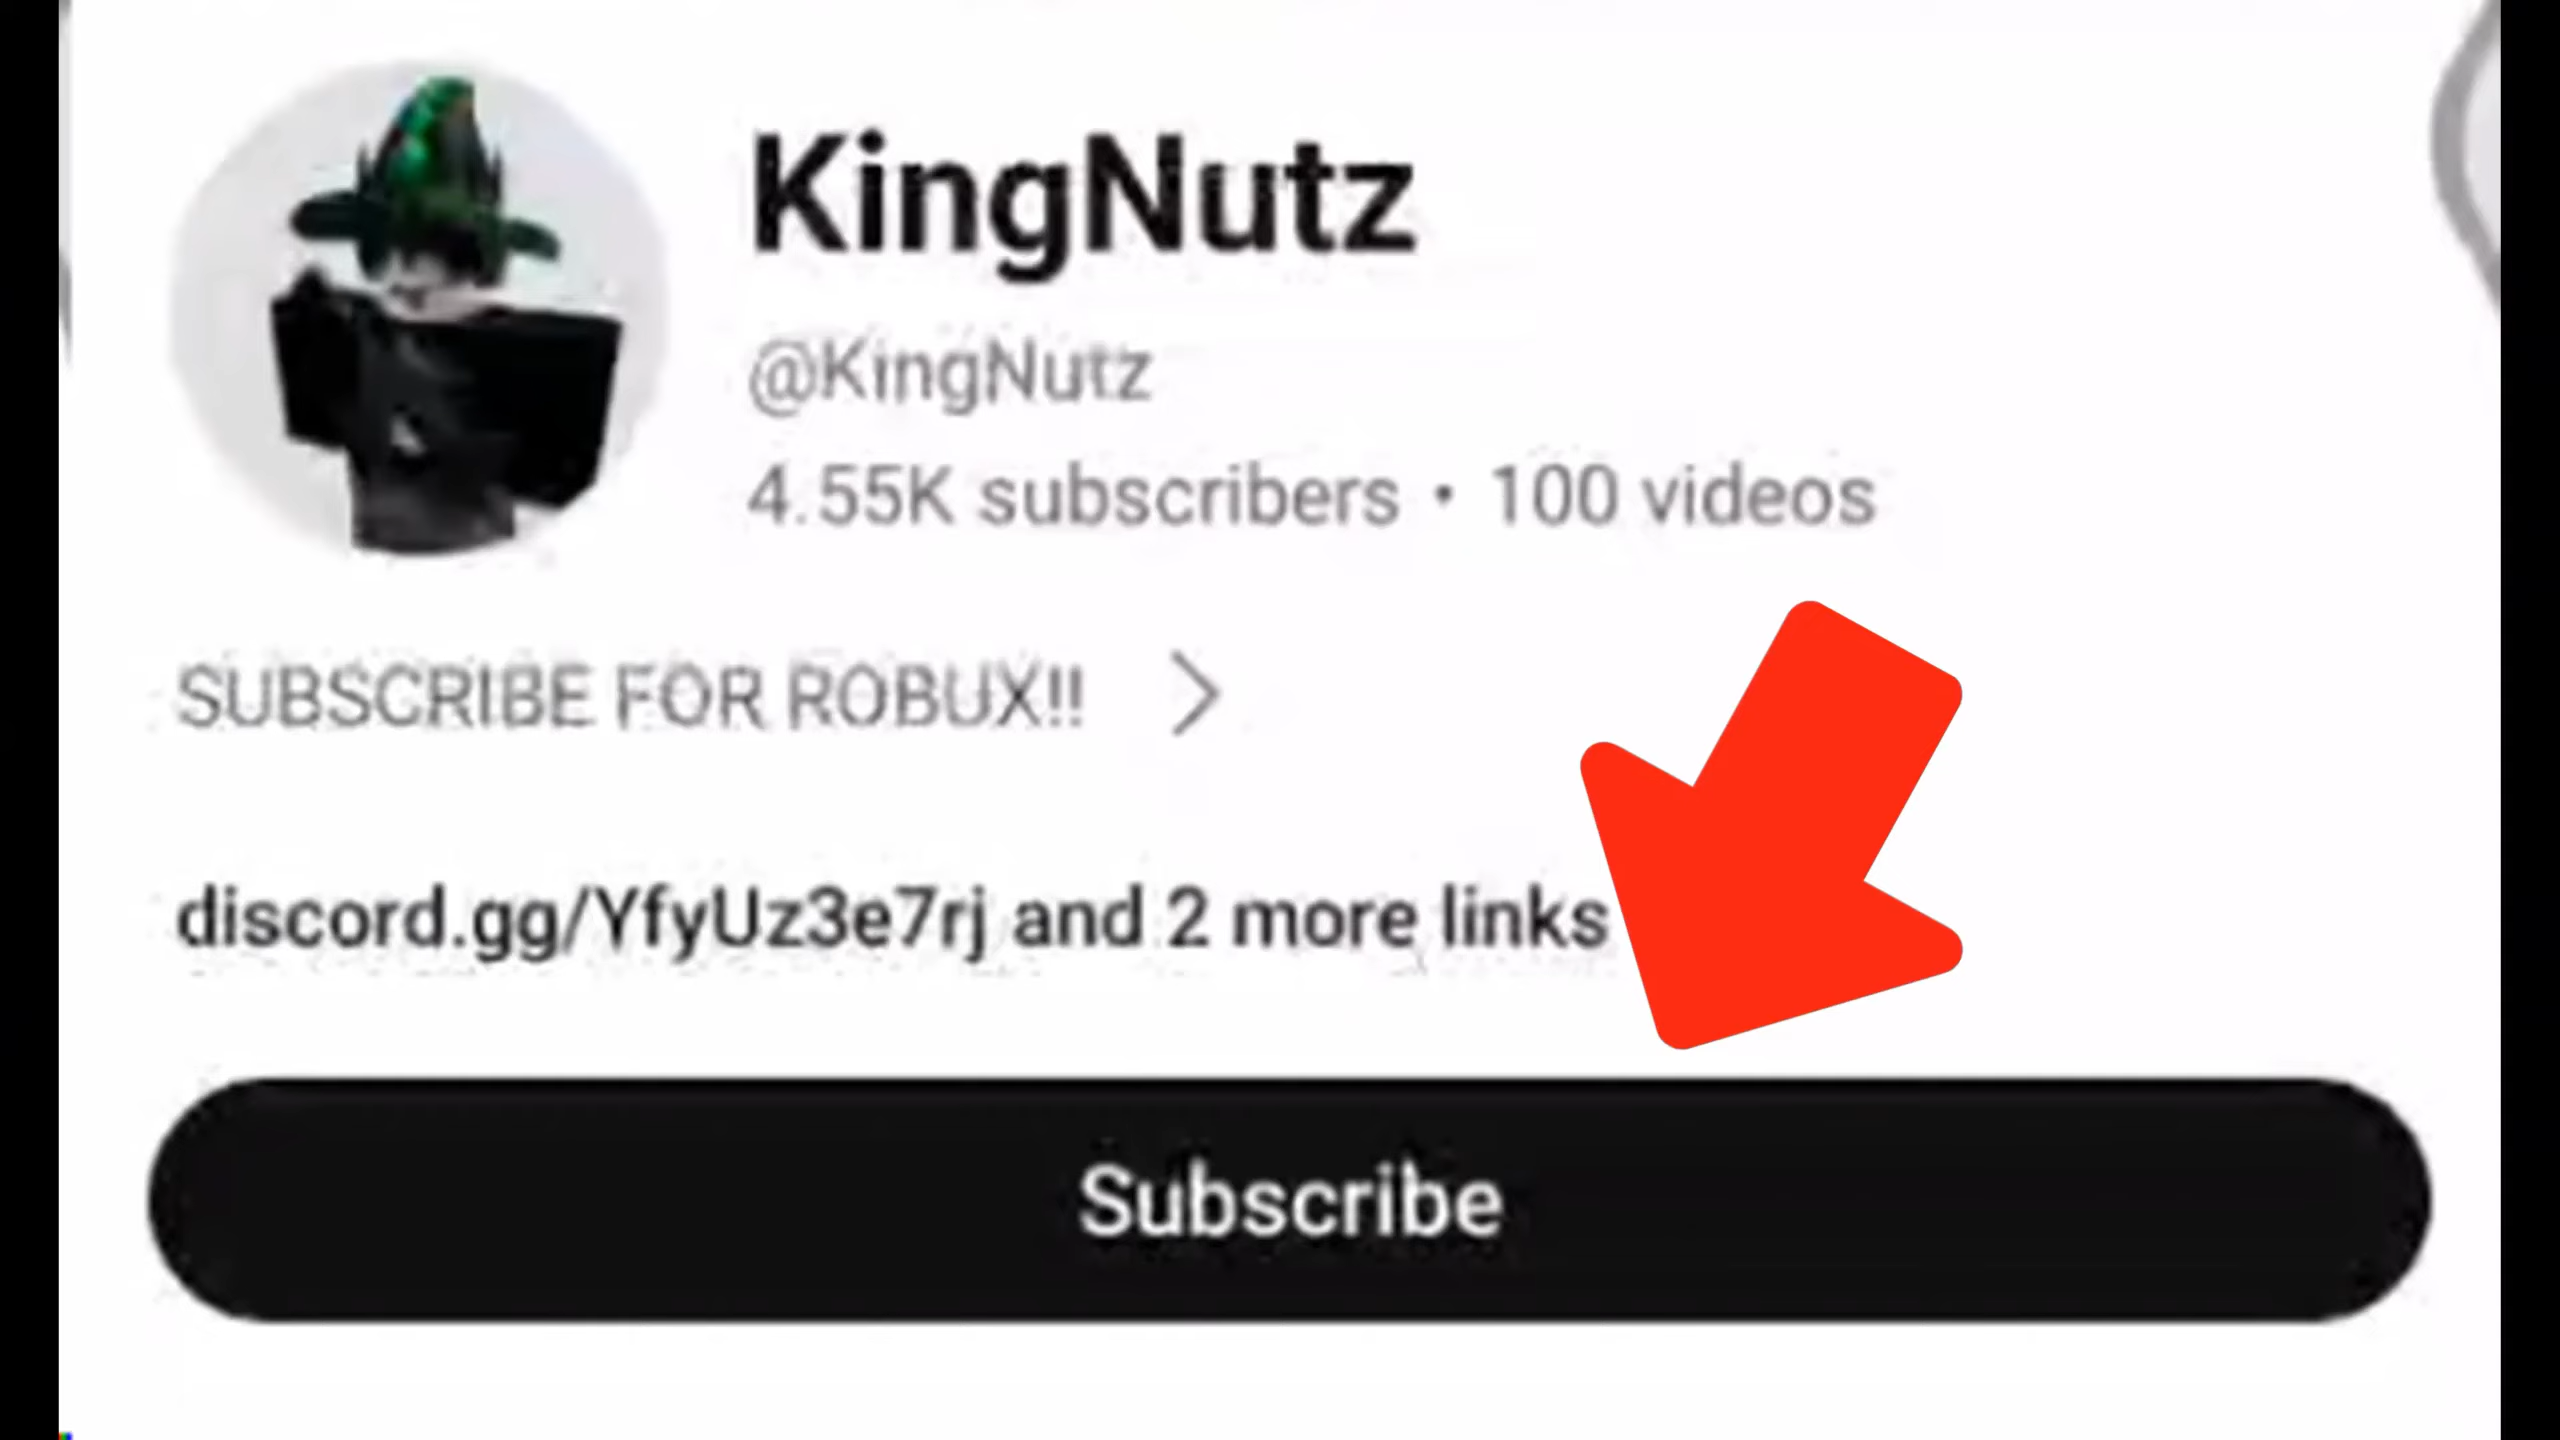 KingNutz
@KingNutz
4.55K subscribers • 100 videos
SUBSCRIBE FOR ROBUX!!
discord.gg/YfyUz3e7rj and 2 more links
Subscribe